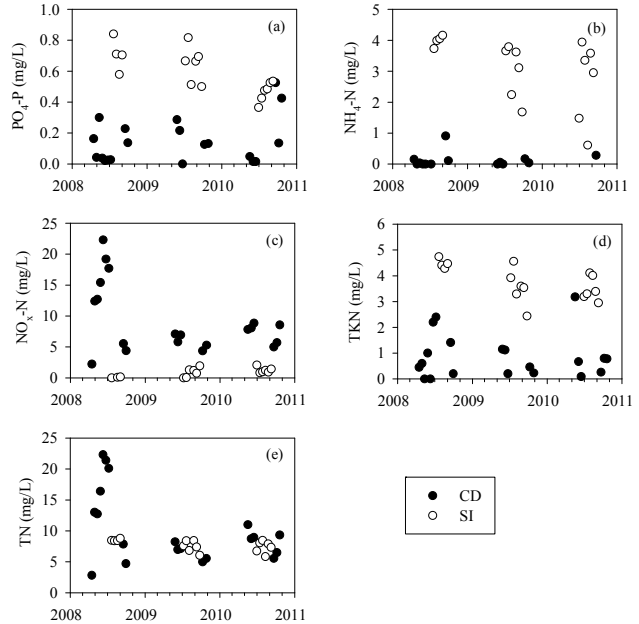 (a)
PO4-P (mg/L)
1.0
0.8
0.6
0.4
0.2
0.0
2008 2009 2010 2011
(b)
NH4-N (mg/L)
5
4
3
2
1
0
2008 2009 2010 2011
(c)
NOx-N (mg/L)
25
20
15
10
5
0
2008 2009 2010 2011
(d)
TKN (mg/L)
6
5
4
3
2
1
0
2008 2009 2010 2011
(e)
TN (mg/L)
25
20
15
10
5
0
2008 2009 2010 2011
CD
SI